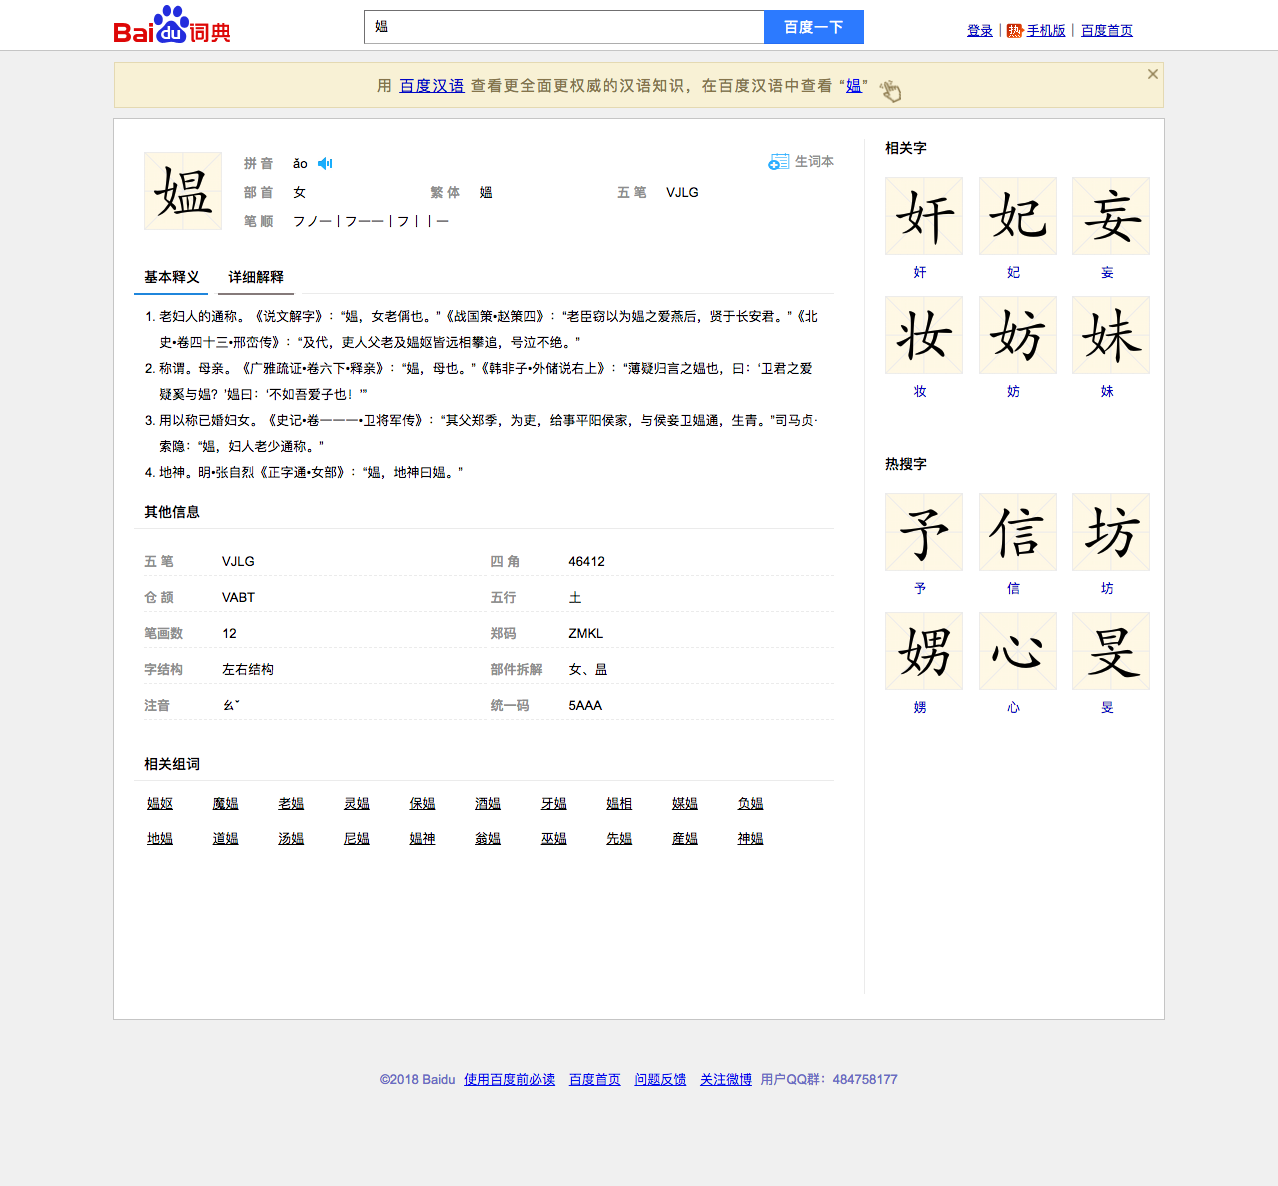 Baidu词典
媪
百度一下
登录 | 热 手机版 | 百度首页
用 百度汉语 查看更全面更权威的汉语知识，在百度汉语中查看 “媪”
媪
拼 音 ǎo
生词本
部 首 女 繁 体 媼 五 笔 VJLG
笔 顺 フノ一丨フ一一丨フ丨丨一
基本释义 详细解释
1. 老妇人的通称。《说文解字》：“媪，女老偁也。”《战国策•赵策四》：“老臣窃以为媪之爱燕后，贤于长安君。”《北
史•卷四十三•邢峦传》：“及代，吏人父老及媪妪皆远相攀追，号泣不绝。”
2. 称谓。母亲。《广雅疏证•卷六下•释亲》：“媪，母也。”《韩非子•外储说右上》：“薄疑归言之媪也，曰：‘卫君之爱
疑奚与媪？’媪曰：‘不如吾爱子也！’”
3. 用以称已婚妇女。《史记•卷一一一•卫将军传》：“其父郑季，为吏，给事平阳侯家，与侯妾卫媪通，生青。”司马贞·
索隐：“媪，妇人老少通称。”
4. 地神。明•张自烈《正字通•女部》：“媪，地神曰媪。”
其他信息
五 笔 VJLG 四 角 46412
仓 颉 VABT 五行 土
笔画数 12 郑码 ZMKL
字结构 左右结构 部件拆解 女、昷
注音 ㄠˇ 统一码 5AAA
相关组词
媪妪 魔媪 老媪 灵媪 保媪 酒媪 牙媪 媪相 媒媪 负媪
地媪 道媪 汤媪 尼媪 媪神 翁媪 巫媪 先媪 産媪 神媪
相关字
奸 妃 妄
奸 妃 妄
妆 妨 妹
妆 妨 妹
热搜字
予 信 坊
予 信 坊
娚 心 旻
娚 心 旻
©2018 Baidu 使用百度前必读 百度首页 问题反馈 关注微博 用户QQ群：484758177